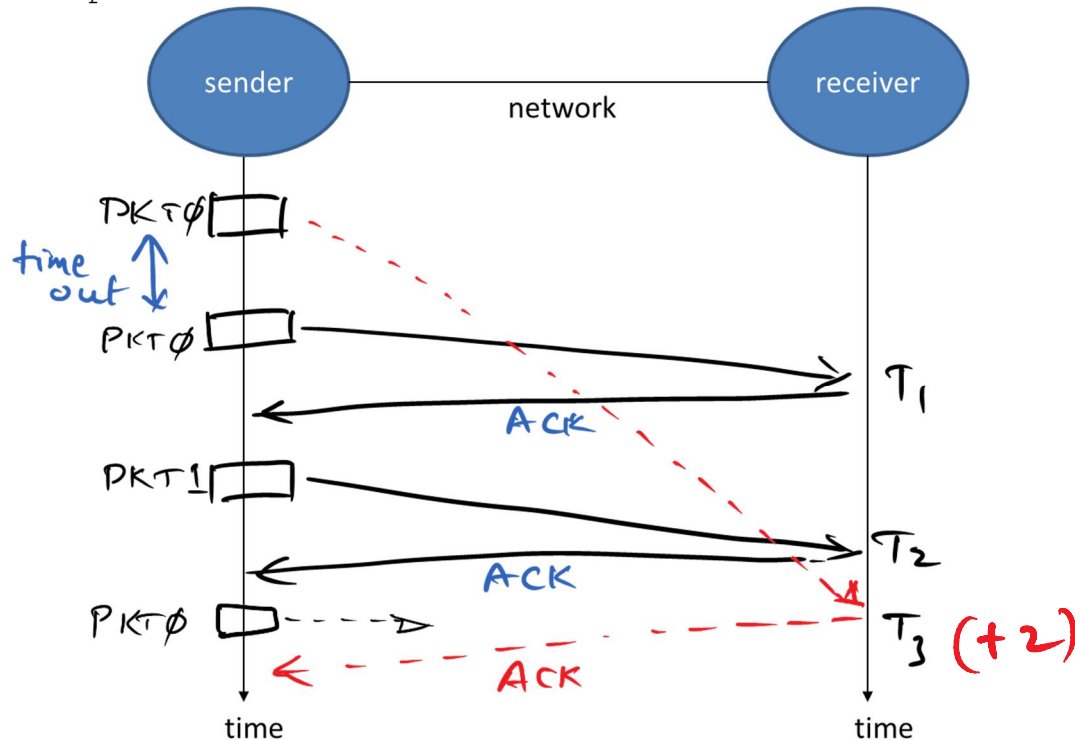 sender
receiver
network
PKTØ
time out
PKTØ
T1
ACK
PKT1
T2
ACK
PKTØ
T3 (+2)
ACK
time
time